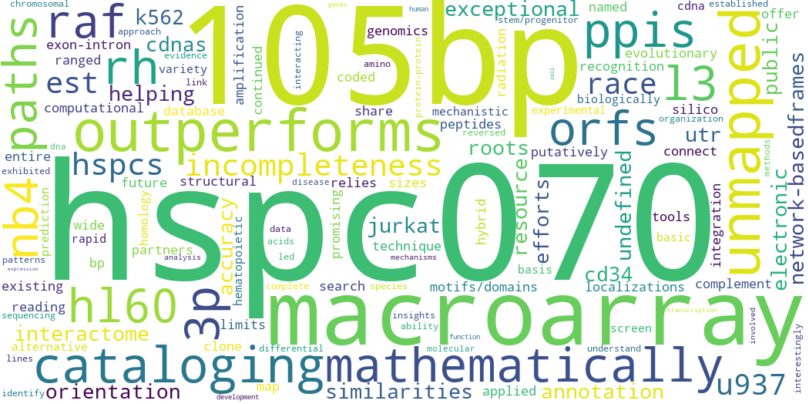 chromosomal
raf
k562
cdnas
exon-intron
genomics
amplification
105bp
exceptional
stem/progenitor
human
genes
ppis
named
cdna
established
offer
public
evolutionary
recognition
biologically
approach
evidence
link
rh
ranged
variety
est
helping
share
coded
continued
interacting
amino
protein-protein
radiation
race
l3
silico
computational
database
mechanistic
peptides
experimental
cell
connect
organization
methods
unmapped
frames
network-based
electronic
paths
outperforms
orfs
utr
dna
entire
hspcs
incompleteness
roots
reversed
putatively
undefined
resources
efforts
nb4
prediction
future
structural
disease
relies
sizes
homology
accuracy
hematopoietic
promising
hybrid
tools
basic
integration
wide
rapid
bp
partners
data
acids
led
jurkat
technique
basis
cd34
hspc070
patterns
existing
reading
sequencing
exhibited
expression
analysis
mechanisms
complete
species
search
motifs/domains
localizations
complement
hl60
3p
macroarray
interactome
alternative
clone
limits
insights
ability
screen
map
transcription
involved
interestingly
lines
differential
molecular
function
understand
cataloging
mathematically
u937
identify
development
orientation
similarities
applied
annotation